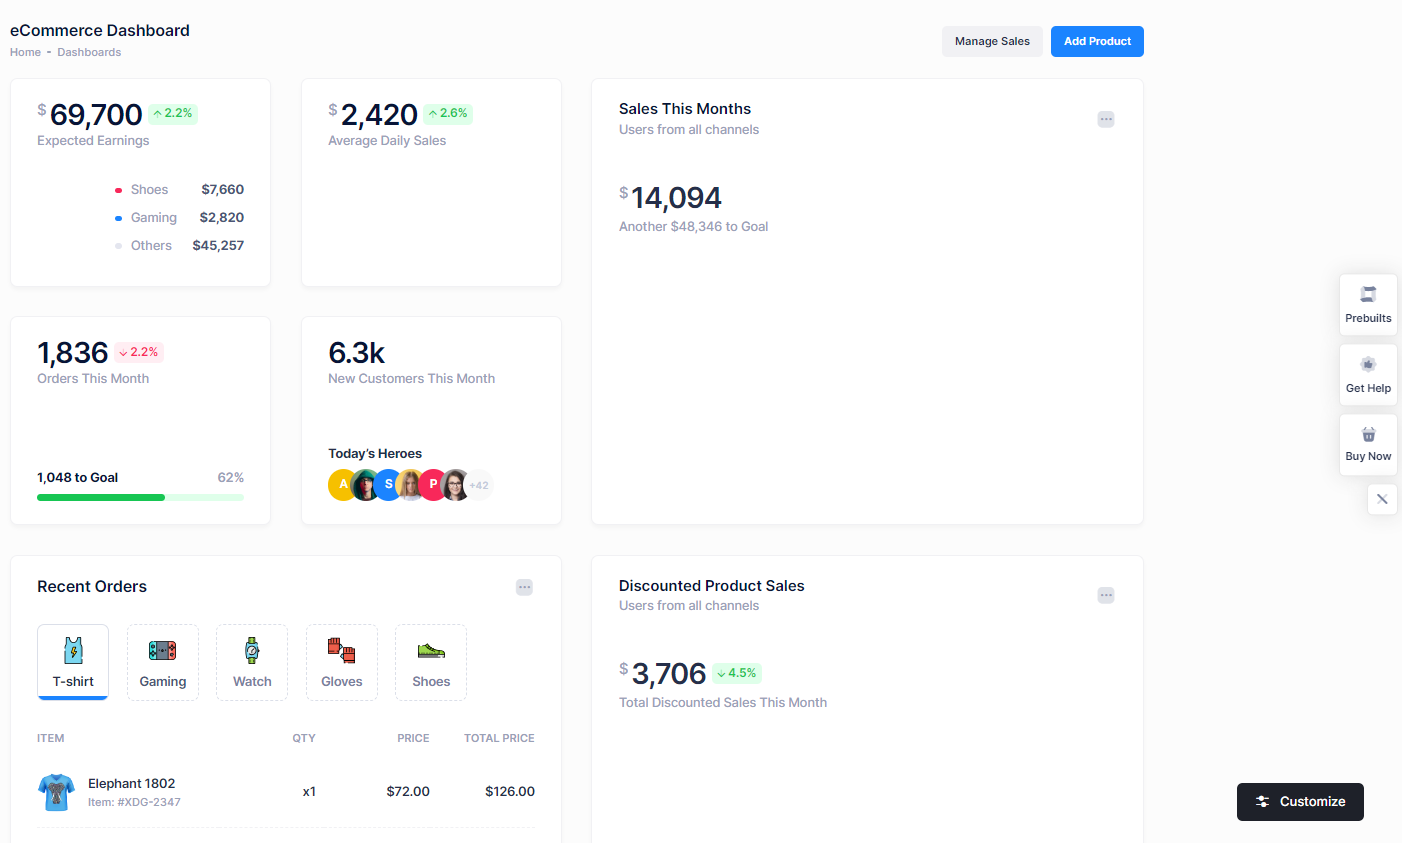 eCommerce Dashboard
Home - Dashboards
Manage Sales
Add Product
$ 69,700 2.2%
Expected Earnings
Shoes $7,660
Gaming $2,820
Others $45,257
$ 2,420 2.6%
Average Daily Sales
Sales This Months
Users from all channels
$ 14,094
Another $48,346 to Goal
1,836 2.2%
Orders This Month
1,048 to Goal 62%
6.3k
New Customers This Month
Today’s Heroes
A S P +42
Prebuilts
Get Help
Buy Now
Recent Orders
T-shirt Gaming Watch Gloves Shoes
ITEM QTY PRICE TOTAL PRICE
Elephant 1802 x1 $72.00 $126.00
Item: #XDG-2347
Discounted Product Sales
Users from all channels
$ 3,706 4.5%
Total Discounted Sales This Month
Customize